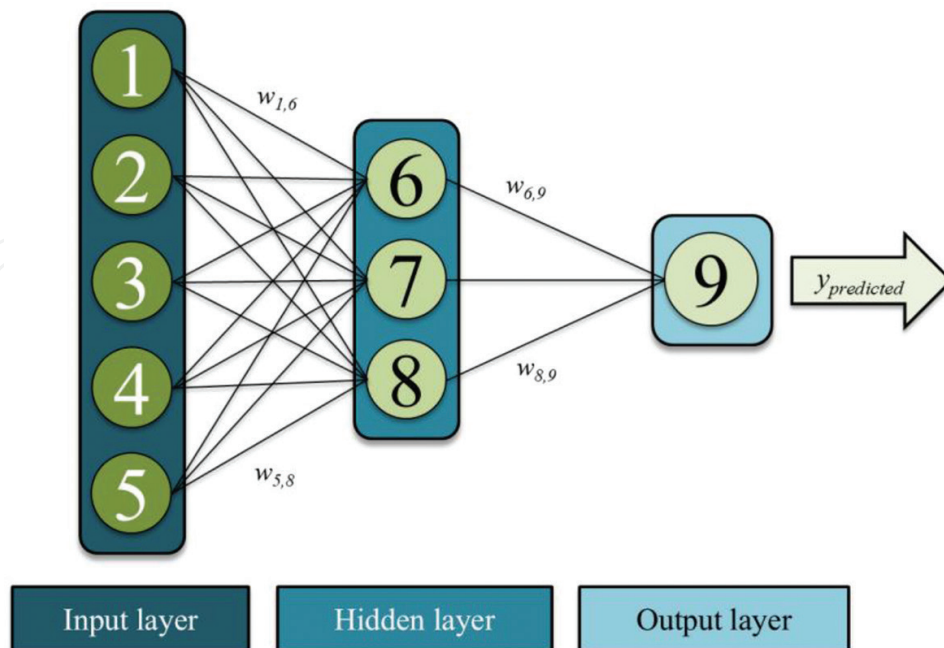 1
2
3
4
5
w1,6
w5,8
6
7
8
w6,9
w8,9
9
ypredicted
Input layer
Hidden layer
Output layer